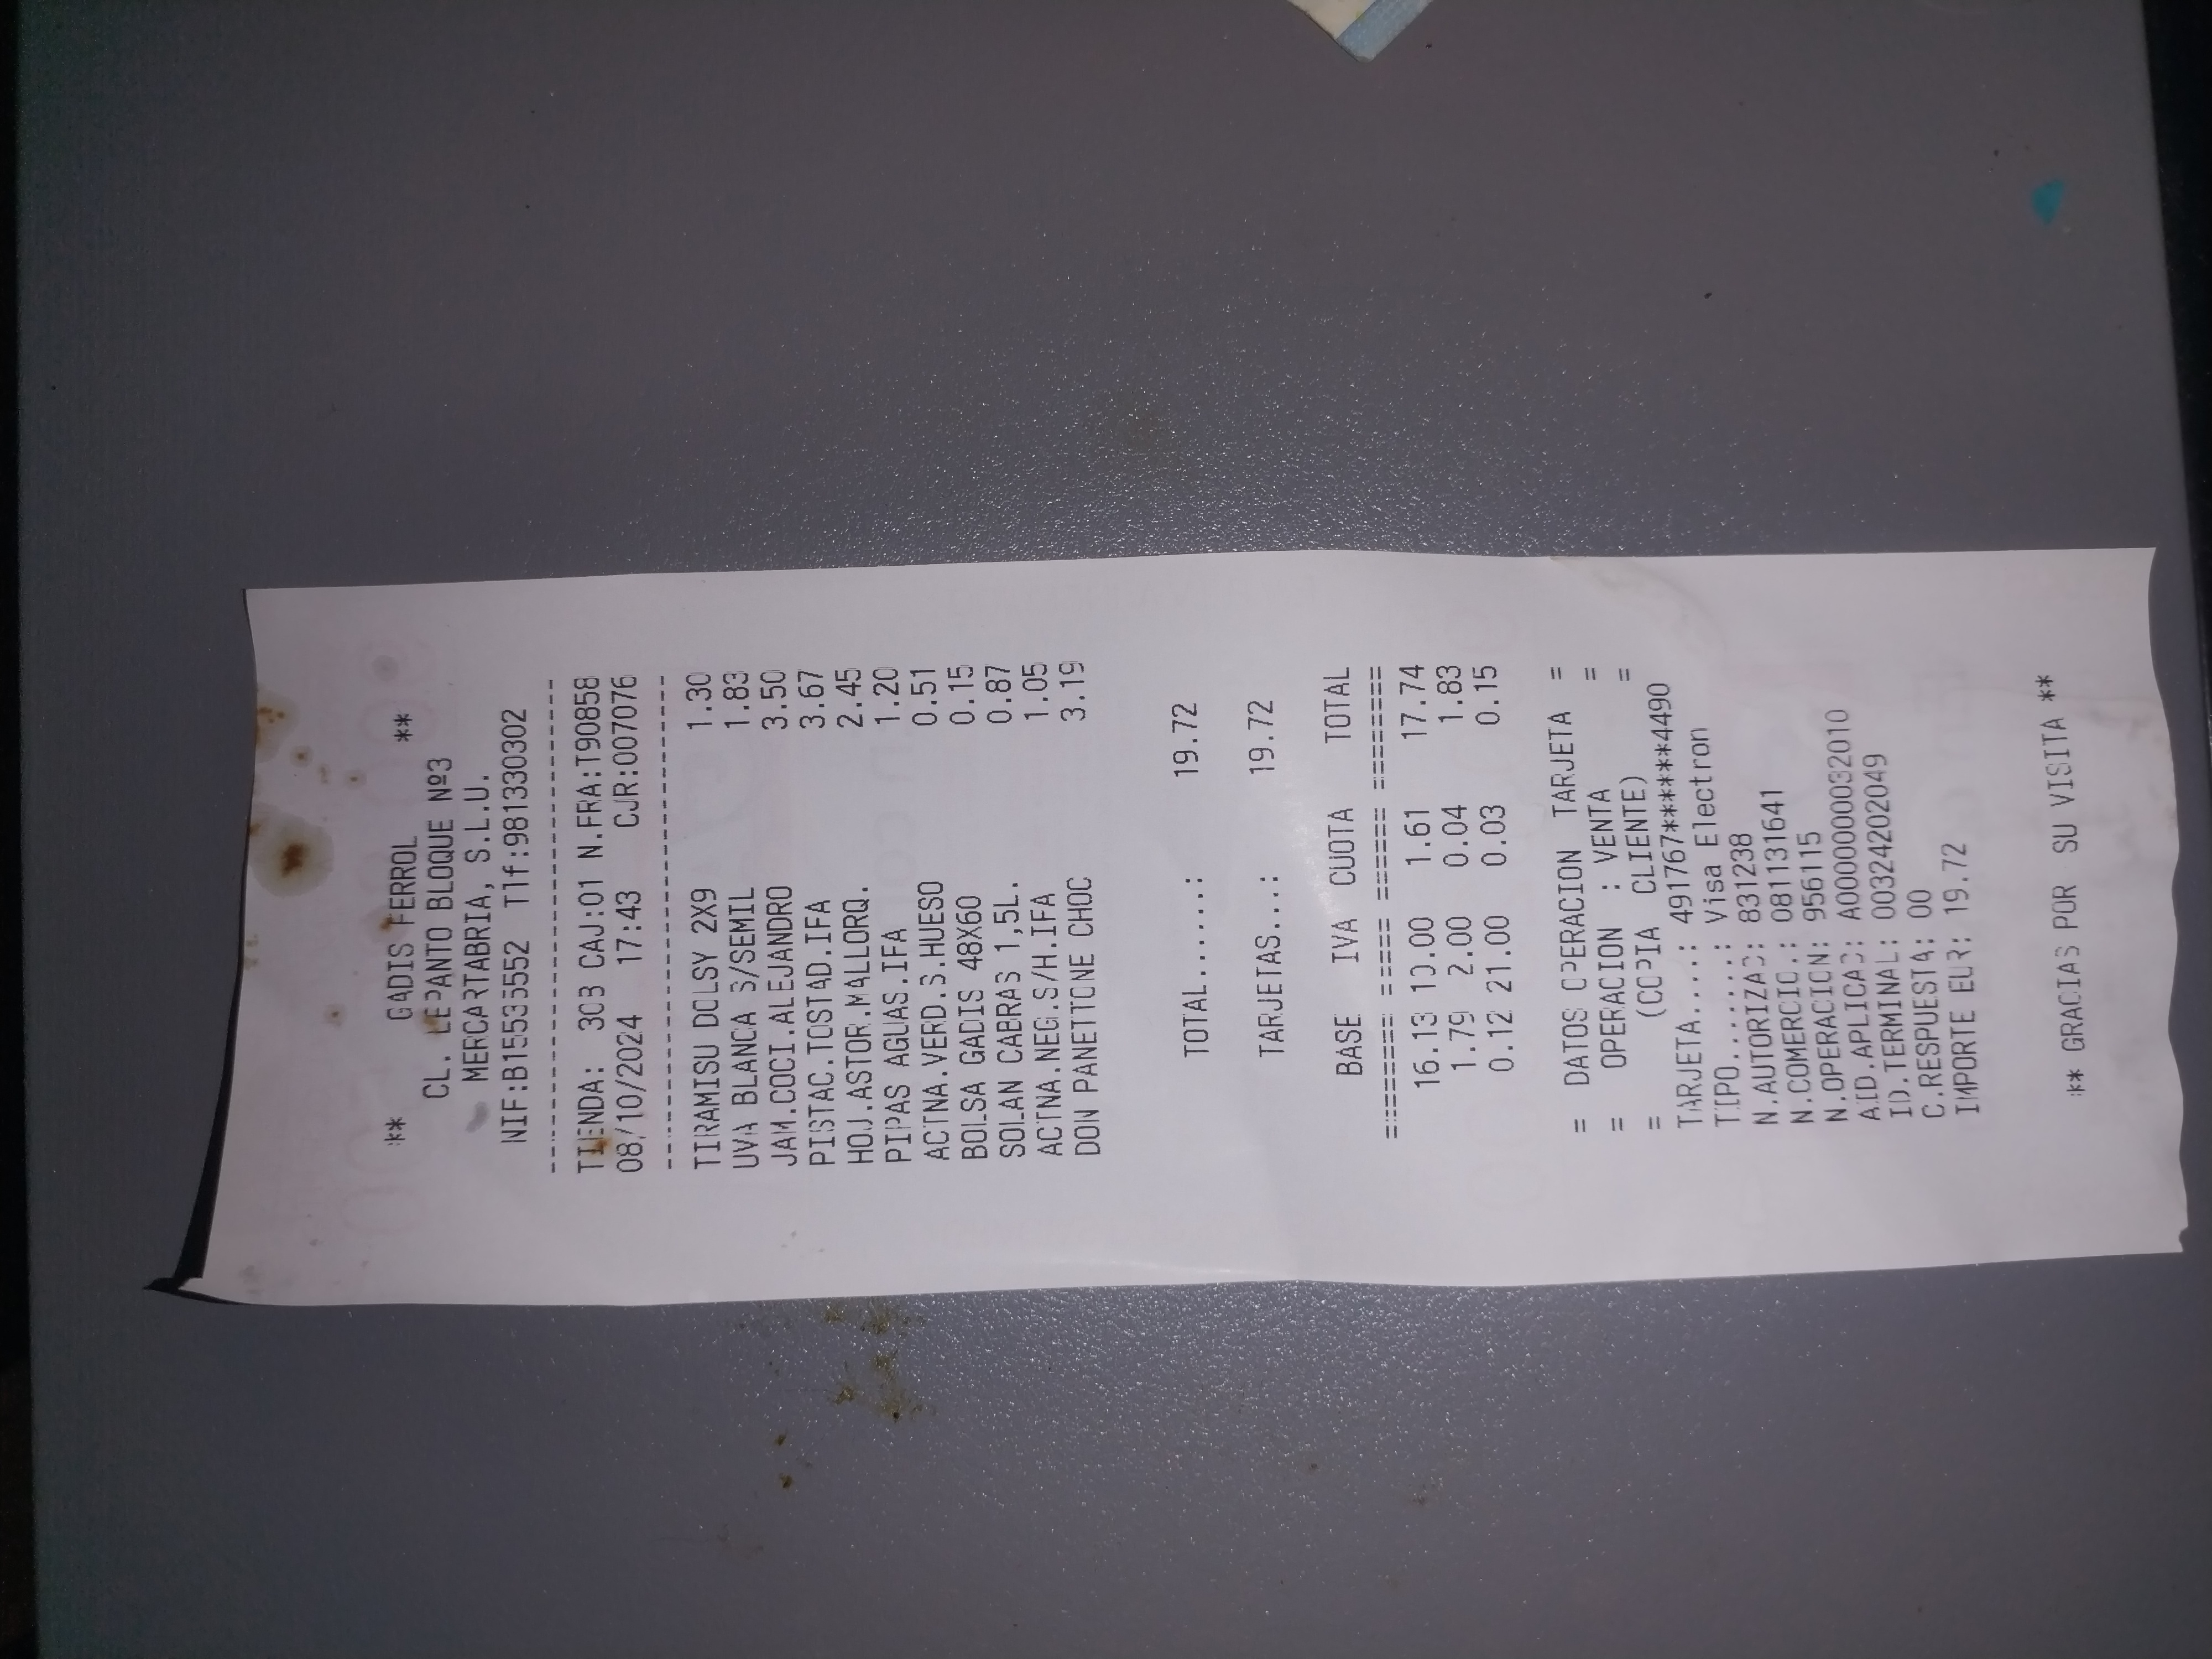 ** GADIS FERROL **
CL. LEPANTO BLOQUE Nº3
MERCARTABRIA, S.L.U.
NIF:B15535552 Tlf:981330302
--------------------------------
TIENDA: 303 CAJ:01 N.FRA:T90858
08/10/2024 17:43 CJR:007076
--------------------------------
TIRAMISU DOLSY 2X9 1.30
UVA BLANCA S/SEMIL 1.83
JAM.COCI.ALEJANDRO 3.50
PISTAC.TOSTAD.IFA 3.67
HOJ.ASTOR.MALLORQ. 2.45
PIPAS AGUAS.IFA 1.20
ACTNA.VERD.S.HUESO 0.51
BOLSA GADIS 48X60 0.15
SOLAN CABRAS 1,5L. 0.87
ACTNA.NEG.S/H.IFA 1.05
DON PANETTONE CHOC 3.19
TOTAL......: 19.72
TARJETAS...: 19.72
BASE IVA CUOTA TOTAL
======== ===== ====== ========
16.13 10.00 1.61 17.74
1.79 2.00 0.04 1.83
0.12 21.00 0.03 0.15
= DATOS OPERACION TARJETA =
= OPERACION : VENTA =
= (COPIA CLIENTE) =
TARJETA....: 491767******4490
TIPO.......: Visa Electron
N.AUTORIZAC: 831238
N.COMERCIO.: 081131641
N.OPERACION: 956115
AID.APLICAC: A0000000032010
ID.TERMINAL: 00324202049
C.RESPUESTA: 00
IMPORTE EUR: 19.72
** GRACIAS POR SU VISITA **